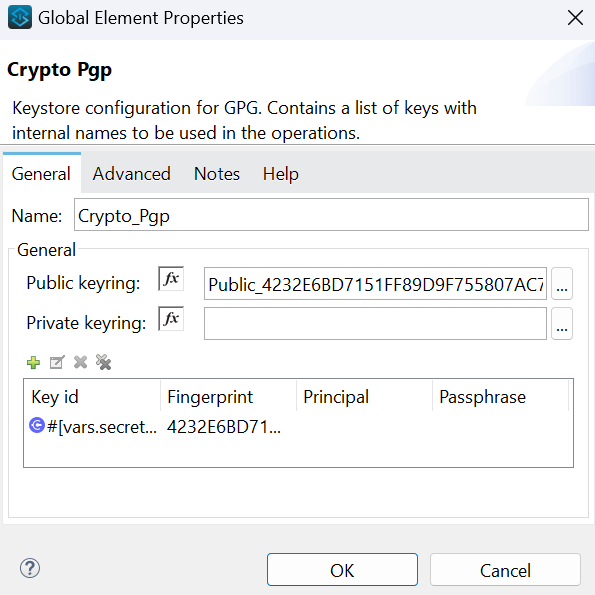 Global Element Properties
Crypto Pgp
Keystore configuration for GPG. Contains a list of keys with
internal names to be used in the operations.
General Advanced Notes Help
Name: Crypto_Pgp
General
Public keyring: fx Public_4232E6BD7151FF89D9F755807AC7 ...
Private keyring: fx ...
Key id Fingerprint Principal Passphrase
#[vars.secret... 4232E6BD71...
OK Cancel